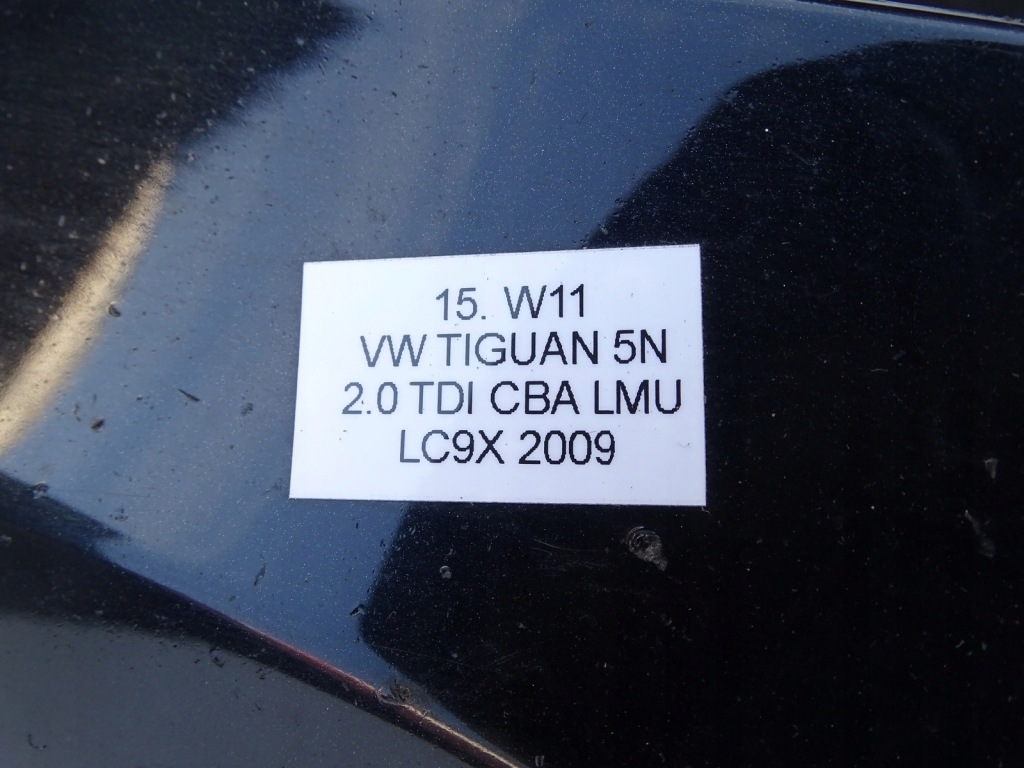 15. W11
VW TIGUAN 5N
2.0 TDI CBA LMU
LC9X 2009